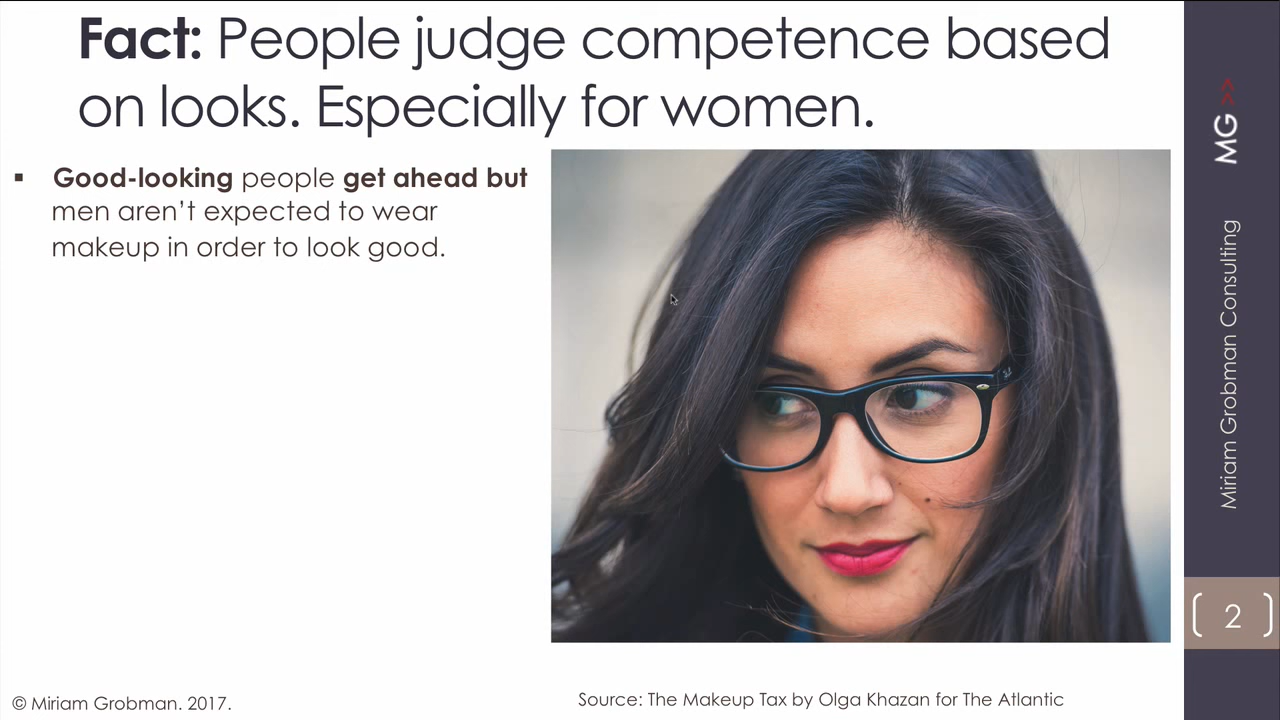 Fact: People judge competence based
on looks. Especially for women.
▪ Good-looking people get ahead but
men aren't expected to wear
makeup in order to look good.
MG >>
Miriam Grobman Consulting
2
© Miriam Grobman. 2017.
Source: The Makeup Tax by Olga Khazan for The Atlantic